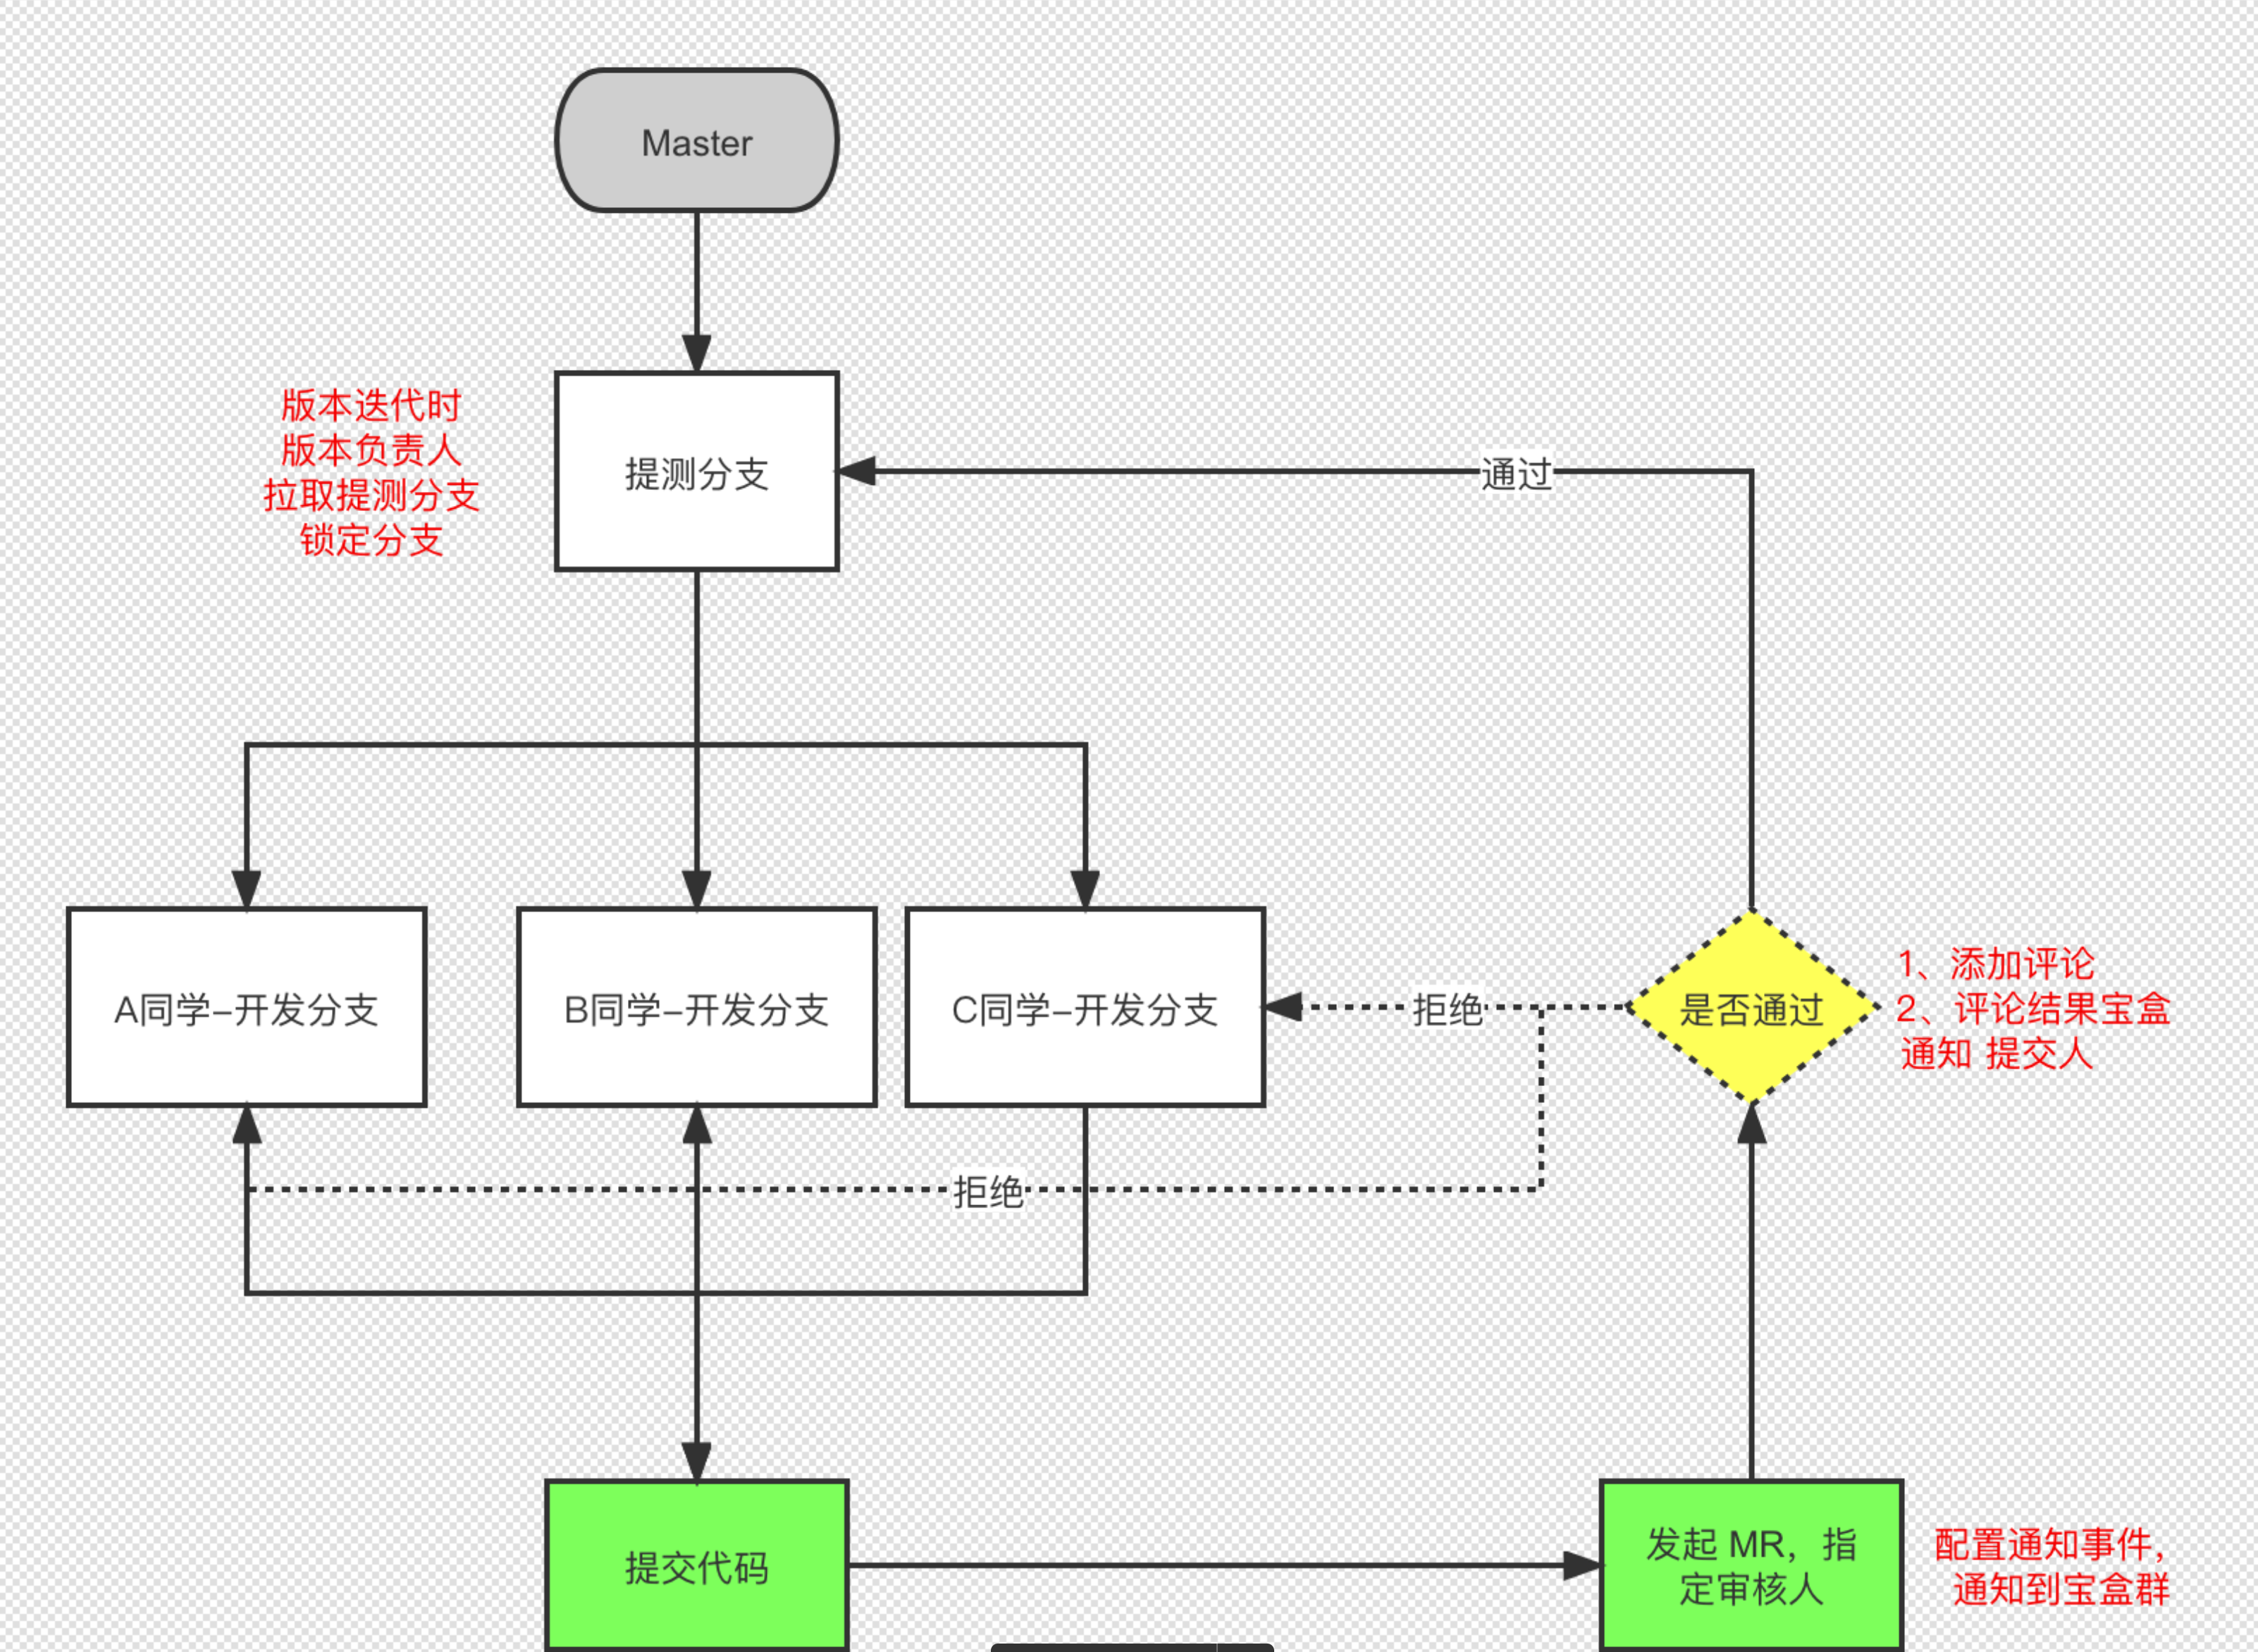 Master
版本迭代时
版本负责人
拉取提测分支
锁定分支
提测分支
通过
A同学–开发分支
B同学–开发分支
C同学–开发分支
拒绝
是否通过
1、添加评论
2、评论结果宝盒
通知 提交人
拒绝
提交代码
发起 MR，指
定审核人
配置通知事件，
通知到宝盒群